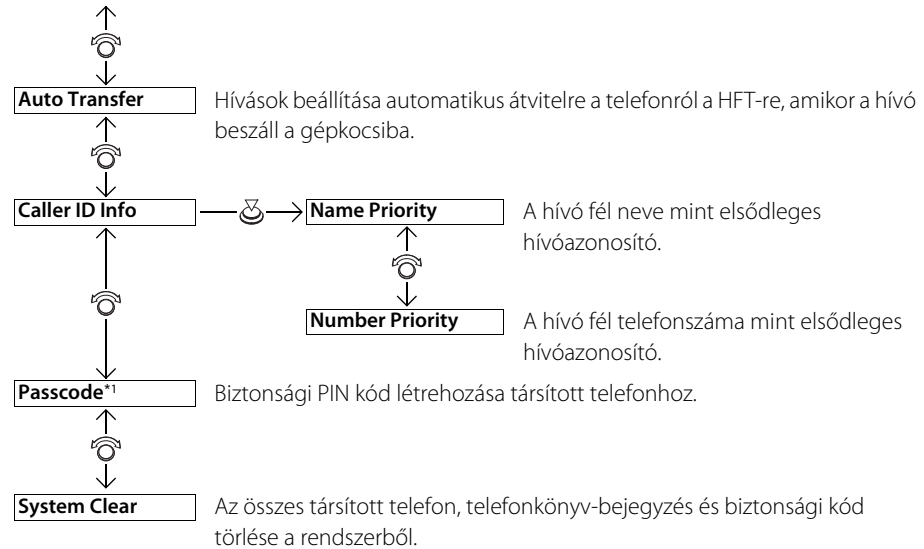 Auto Transfer
Hívások beállítása automatikus átvitelre a telefonról a HFT-re, amikor a hívó
beszáll a gépkocsiba.
Caller ID Info
Name Priority
A hívó fél neve mint elsődleges
hívóazonosító.
Number Priority
A hívó fél telefonszáma mint elsődleges
hívóazonosító.
Passcode*1
Biztonsági PIN kód létrehozása társított telefonhoz.
System Clear
Az összes társított telefon, telefonkönyv-bejegyzés és biztonsági kód
törlése a rendszerből.